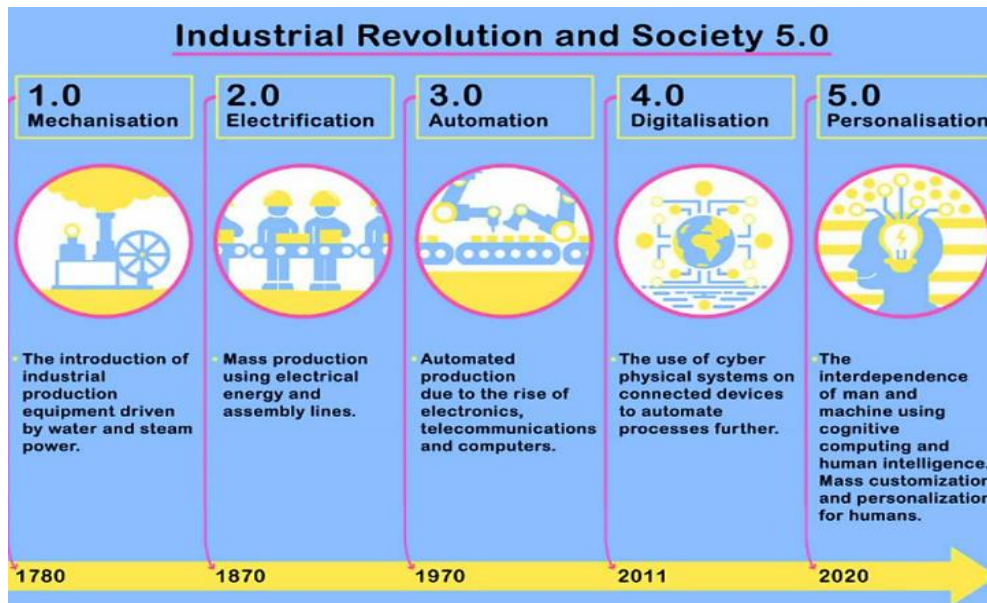 Industrial Revolution and Society 5.0
1.0
Mechanisation
2.0
Electrification
3.0
Automation
4.0
Digitalisation
5.0
Personalisation
The introduction of
industrial
production
equipment driven
by water and steam
power.
Mass production
using electrical
energy and
assembly lines.
Automated
production
due to the rise of
electronics,
telecommunications
and computers.
The use of cyber
physical systems on
connected devices
to automate
processes further.
The
interdependence
of man and
machine using
cognitive
computing and
human intelligence.
Mass customization
and personalization
for humans.
1780
1870
1970
2011
2020